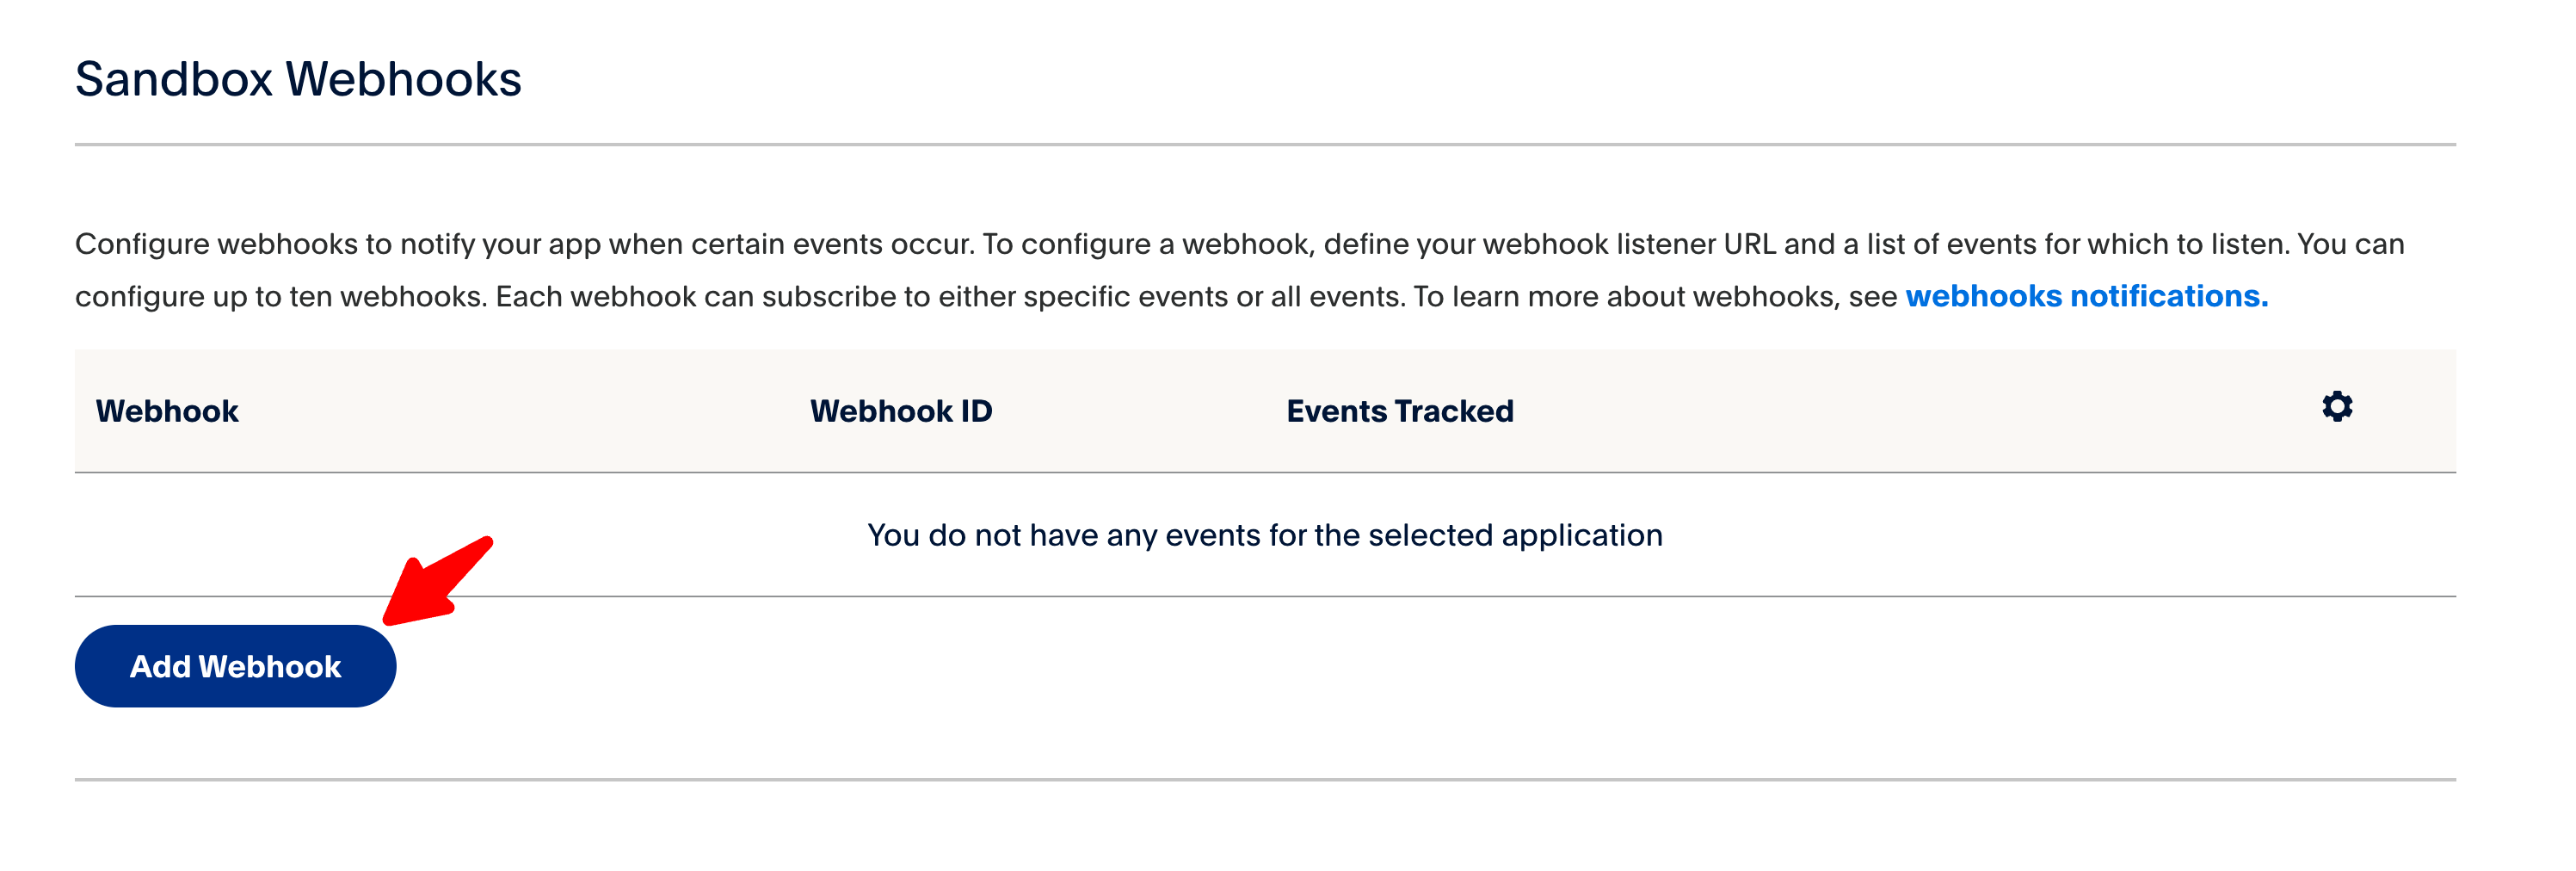 Sandbox Webhooks
Configure webhooks to notify your app when certain events occur. To configure a webhook, define your webhook listener URL and a list of events for which to listen. You can
configure up to ten webhooks. Each webhook can subscribe to either specific events or all events. To learn more about webhooks, see webhooks notifications.
Webhook Webhook ID Events Tracked
You do not have any events for the selected application
Add Webhook